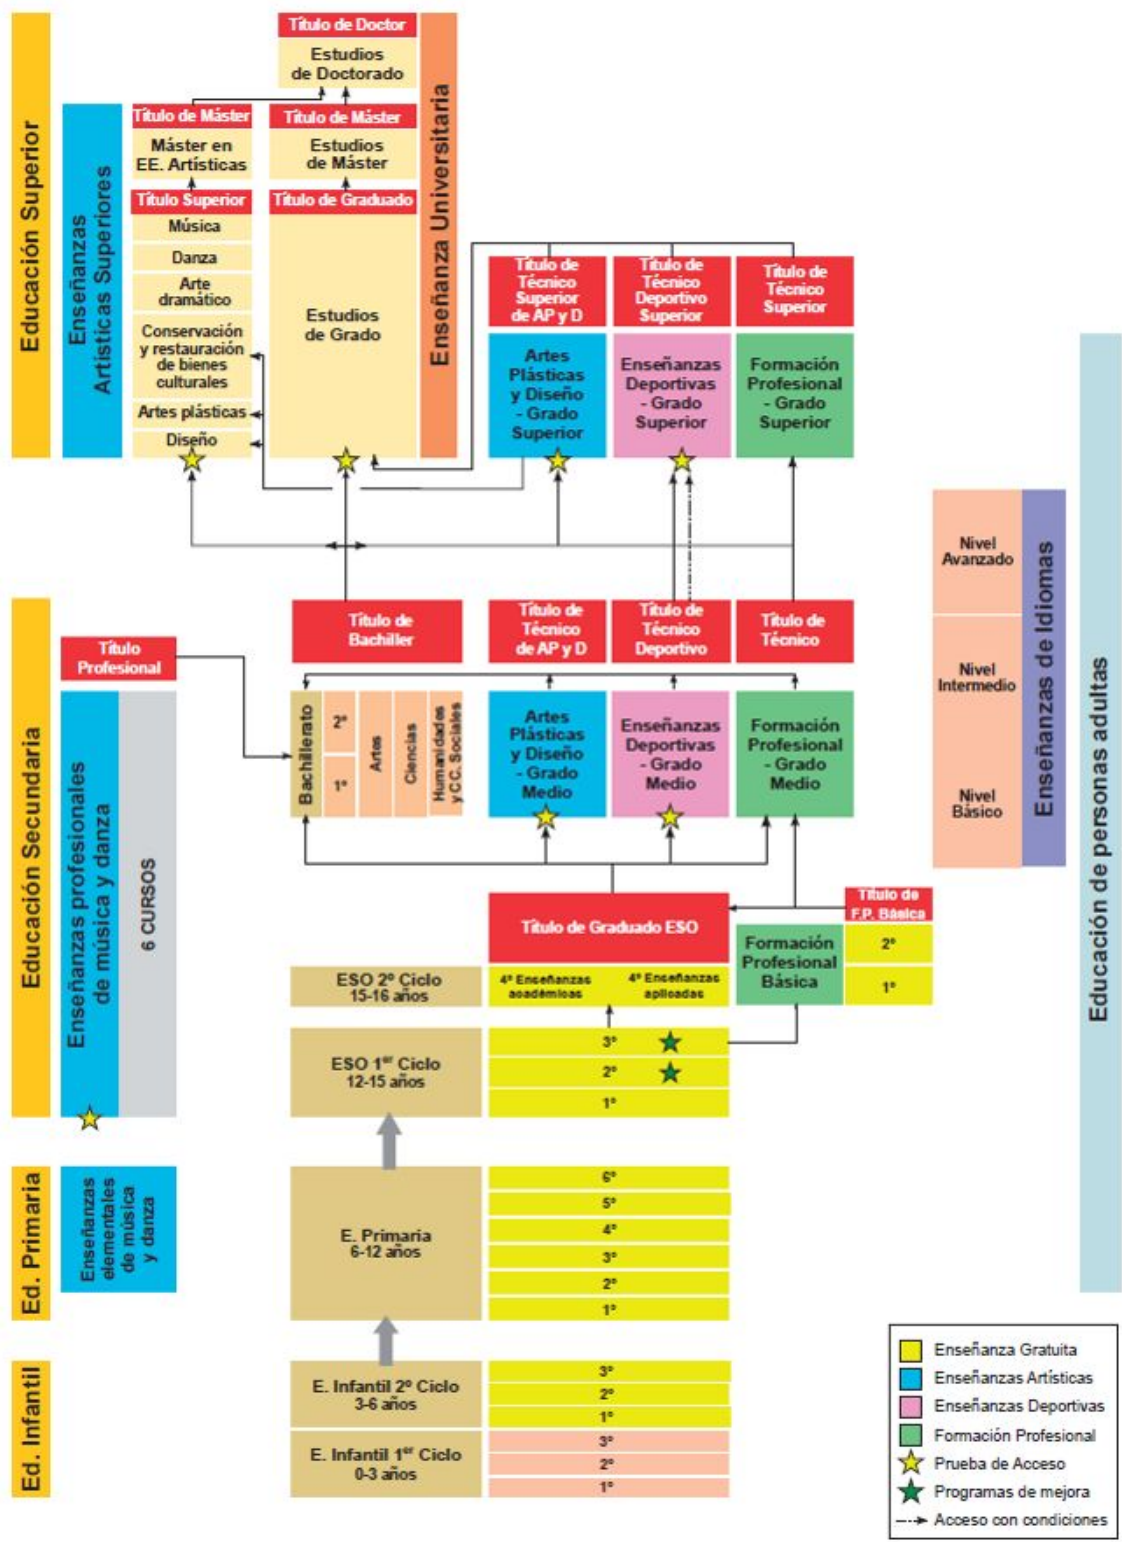 Educación Superior
Enseñanzas
Artísticas Superiores
Título de Doctor
Estudios
de Doctorado
Título de Máster
Máster en
EE. Artísticas
Título Superior
Música
Danza
Arte
dramático
Conservación
y restauración
de bienes
culturales
Artes plásticas
Diseño
Título de Máster
Estudios
de Máster
Título de Graduado
Estudios
de Grado
Enseñanza Universitaria
Título de
Técnico
Superior
de AP y D
Título de
Técnico
Deportivo
Superior
Título de
Técnico
Superior
Artes
Plásticas
y Diseño
- Grado
Superior
Enseñanzas
Deportivas
- Grado
Superior
Formación
Profesional
- Grado
Superior
Nivel
Avanzado
Nivel
Intermedio
Nivel
Básico
Enseñanzas de Idiomas
Educación de personas adultas
Educación Secundaria
Título
Profesional
Enseñanzas profesionales
de música y danza
6 CURSOS
Título de
Bachiller
Título de
Técnico
de AP y D
Título de
Técnico
Deportivo
Título de
Técnico
Bachillerato
2º
1º
Artes
Ciencias
Humanidades
y CC. Sociales
Artes
Plásticas
y Diseño
- Grado
Medio
Enseñanzas
Deportivas
- Grado
Medio
Formación
Profesional
- Grado
Medio
Título de Graduado ESO
Título de
F.P. Básica
Formación
Profesional
Básica
2º
1º
ESO 2º Ciclo
15-16 años
4º Enseñanzas
académicas
4º Enseñanzas
aplicadas
ESO 1er Ciclo
12-15 años
3º
2º
1º
Ed. Primaria
Enseñanzas
elementales
de música
y danza
E. Primaria
6-12 años
6º
5º
4º
3º
2º
1º
Ed. Infantil
E. Infantil 2º Ciclo
3-6 años
3º
2º
1º
E. Infantil 1er Ciclo
0-3 años
3º
2º
1º
Enseñanza Gratuita
Enseñanzas Artísticas
Enseñanzas Deportivas
Formación Profesional
Prueba de Acceso
Programas de mejora
Acceso con condiciones